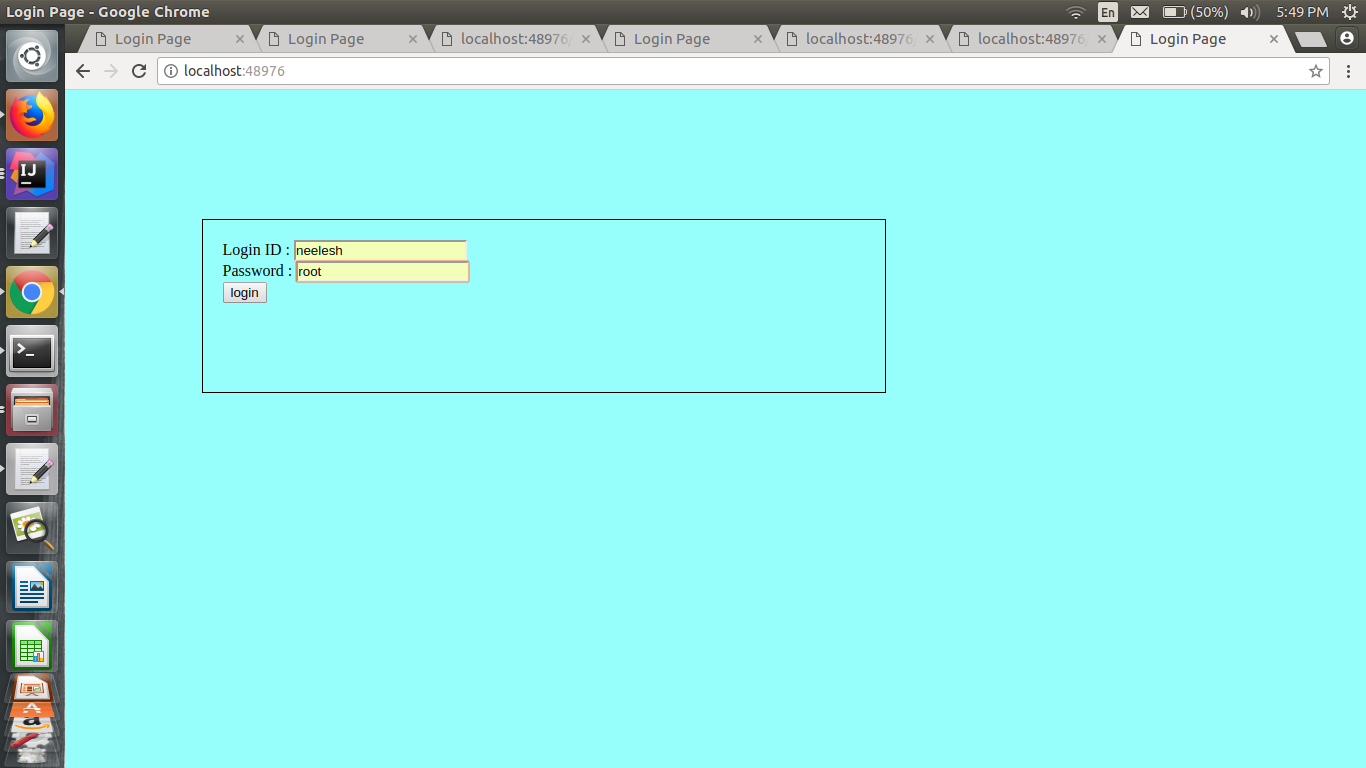 Login Page - Google Chrome
En
(50%)
5:49 PM
Login Page
Login Page
localhost:48976/
Login Page
localhost:48976/
localhost:48976/
Login Page
localhost:48976
IJ
>_
Login ID : neelesh
Password : root
login
a